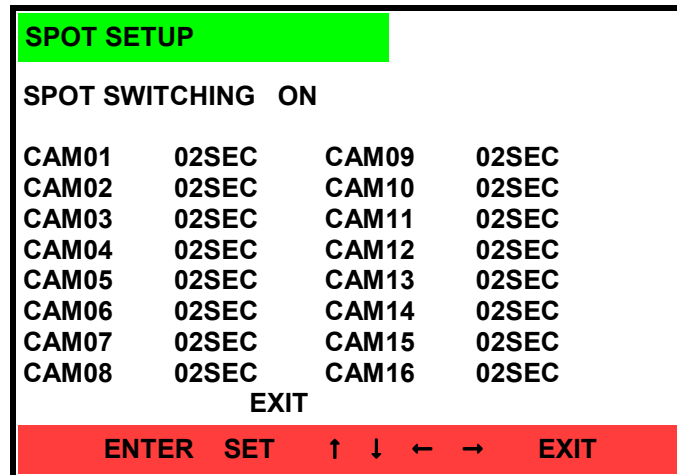 SPOT SETUP
SPOT SWITCHING ON
CAM01 02SEC CAM09 02SEC
CAM02 02SEC CAM10 02SEC
CAM03 02SEC CAM11 02SEC
CAM04 02SEC CAM12 02SEC
CAM05 02SEC CAM13 02SEC
CAM06 02SEC CAM14 02SEC
CAM07 02SEC CAM15 02SEC
CAM08 02SEC CAM16 02SEC
EXIT
ENTER SET ↑ ↓ ← → EXIT